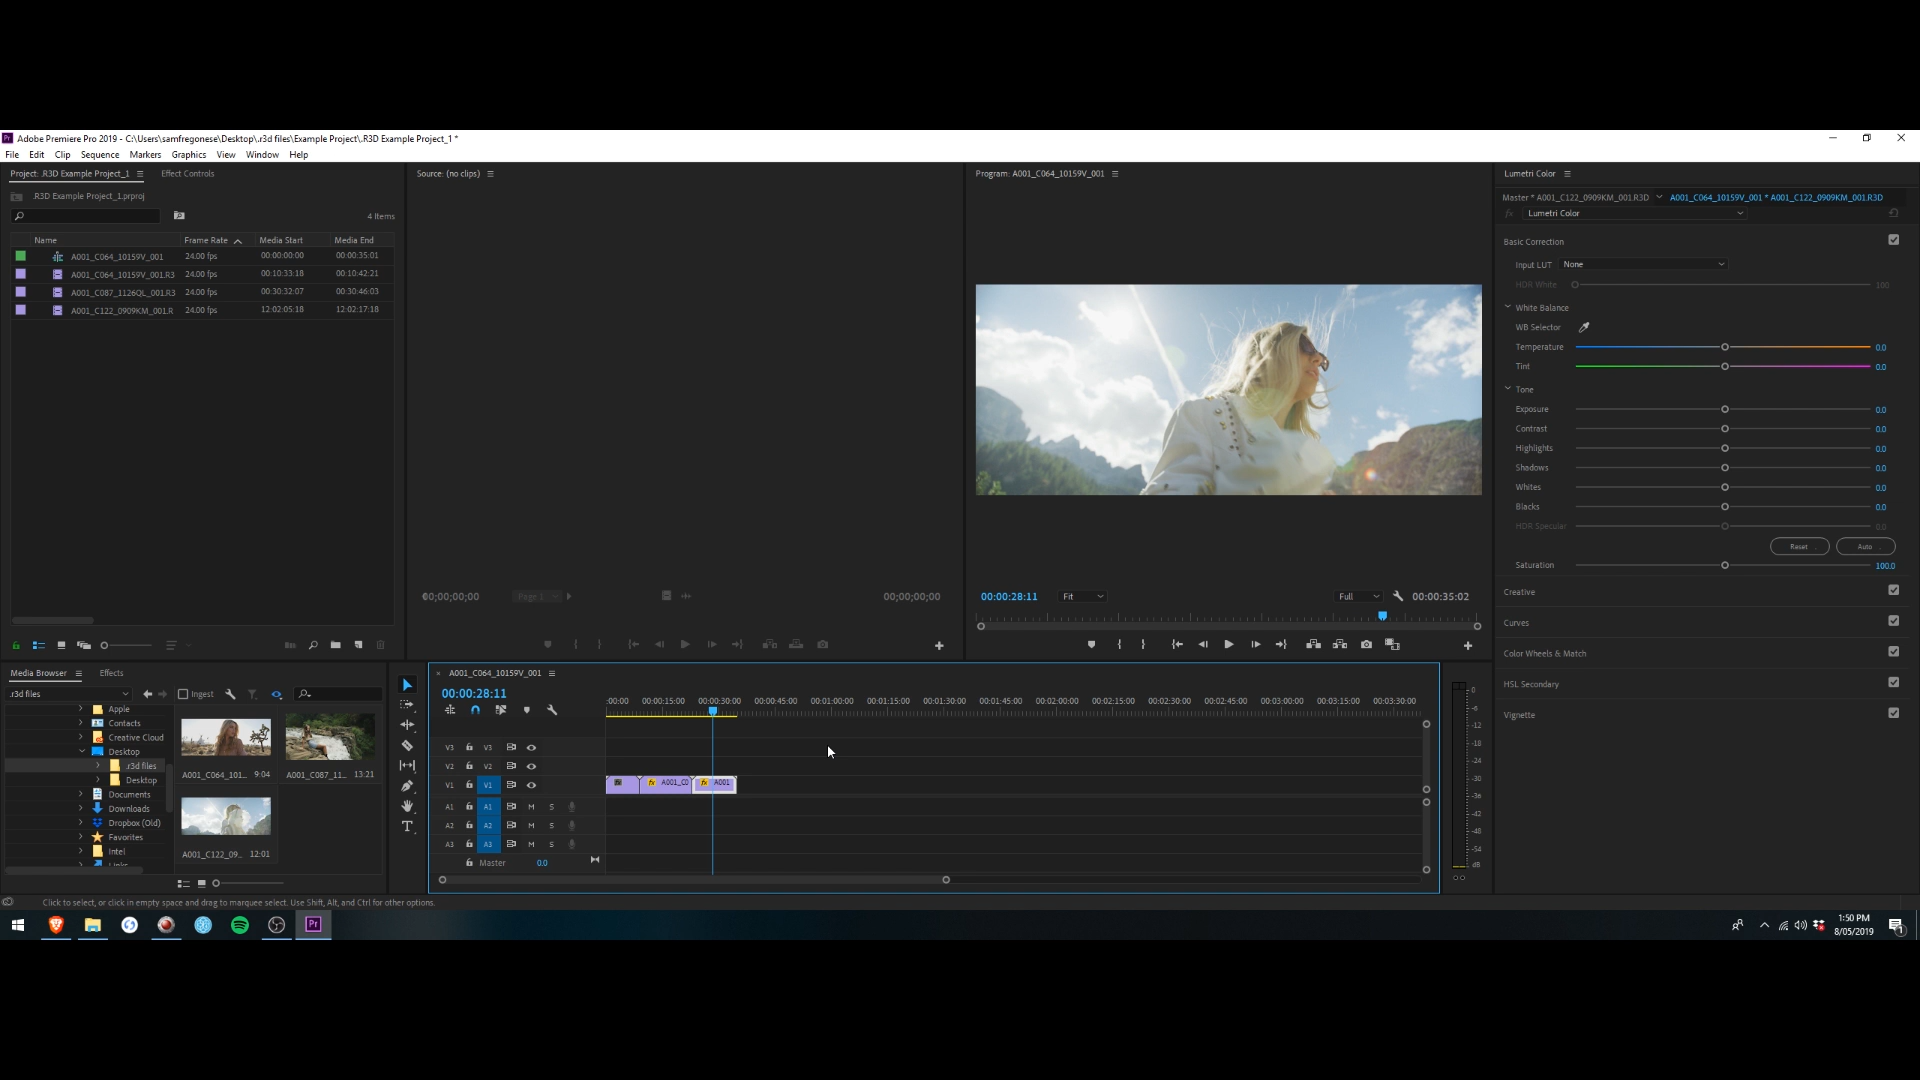 Adobe Premiere Pro 2019 - C:\Users\samfregonese\Desktop\.r3d files\Example Project\.R3D Example Project_1 *
File Edit Clip Sequence Markers Graphics View Window Help
Project: .R3D Example Project_1 Effect Controls
.R3D Example Project_1.prproj
4 Items
Name Frame Rate Media Start Media End
A001_C064_10159V_001 24.00 fps 00:00:00:00 00:00:35:01
A001_C064_10159V_001.R3 24.00 fps 00:10:33:18 00:10:42:21
A001_C087_1126QL_001.R3 24.00 fps 00:30:32:07 00:30:46:03
A001_C122_0909KM_001.R 24.00 fps 12:02:05:18 12:02:17:18
Source: (no clips)
00;00;00;00 Page 1 00;00;00;00
Program: A001_C064_10159V_001
00:00:28:11 Fit Full 00:00:35:02
Lumetri Color
Master * A001_C122_0909KM_001.R3D A001_C064_10159V_001 * A001_C122_0909KM_001.R3D
fx Lumetri Color
Basic Correction
Input LUT None
HDR White 100
White Balance
WB Selector
Temperature 0.0
Tint 0.0
Tone
Exposure 0.0
Contrast 0.0
Highlights 0.0
Shadows 0.0
Whites 0.0
Blacks 0.0
HDR Specular 0.0
Reset Auto
Saturation 100.0
Creative
Curves
Color Wheels & Match
HSL Secondary
Vignette
Media Browser Effects
.r3d files Ingest
Apple
Contacts
Creative Cloud
Desktop
.r3d files
Desktop
Documents
Downloads
Dropbox (Old)
Favorites
Intel
Links
A001_C064_101... 9:04 A001_C087_11... 13:21
A001_C122_09... 12:01
A001_C064_10159V_001
00:00:28:11
:00:00 00:00:15:00 00:00:30:00 00:00:45:00 00:01:00:00 00:01:15:00 00:01:30:00 00:01:45:00 00:02:00:00 00:02:15:00 00:02:30:00 00:02:45:00 00:03:00:00 00:03:15:00 00:03:30:00
V3 V3
V2 V2
V1 V1 fx A001_C0 fx A001
A1 A1 M S
A2 A2 M S
A3 A3 M S
Master 0.0
0
-6
-12
-18
-24
-30
-36
-42
-48
-54
dB
Click to select, or click in empty space and drag to marquee select. Use Shift, Alt, and Ctrl for other options.
Pr
1:50 PM
8/05/2019
1